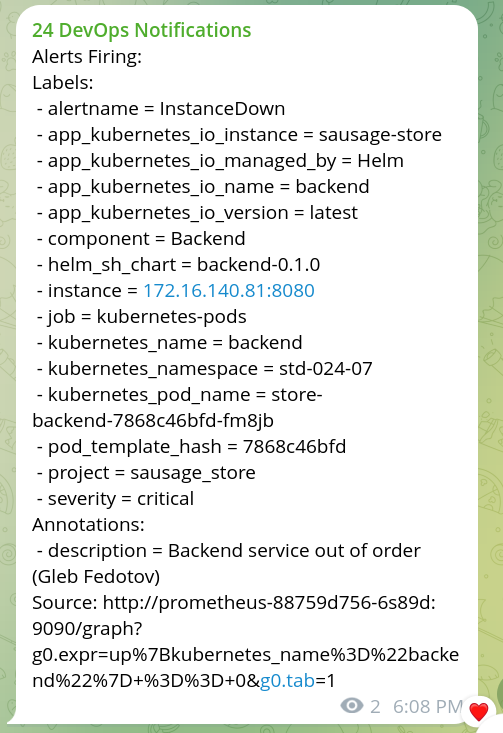 24 DevOps Notifications
Alerts Firing:
Labels:
- alertname = InstanceDown
- app_kubernetes_io_instance = sausage-store
- app_kubernetes_io_managed_by = Helm
- app_kubernetes_io_name = backend
- app_kubernetes_io_version = latest
- component = Backend
- helm_sh_chart = backend-0.1.0
- instance = 172.16.140.81:8080
- job = kubernetes-pods
- kubernetes_name = backend
- kubernetes_namespace = std-024-07
- kubernetes_pod_name = store-
backend-7868c46bfd-fm8jb
- pod_template_hash = 7868c46bfd
- project = sausage_store
- severity = critical
Annotations:
- description = Backend service out of order
(Gleb Fedotov)
Source: http://prometheus-88759d756-6s89d:
9090/graph?
g0.expr=up%7Bkubernetes_name%3D%22backe
nd%22%7D+%3D%3D+0&g0.tab=1
2 6:08 PM